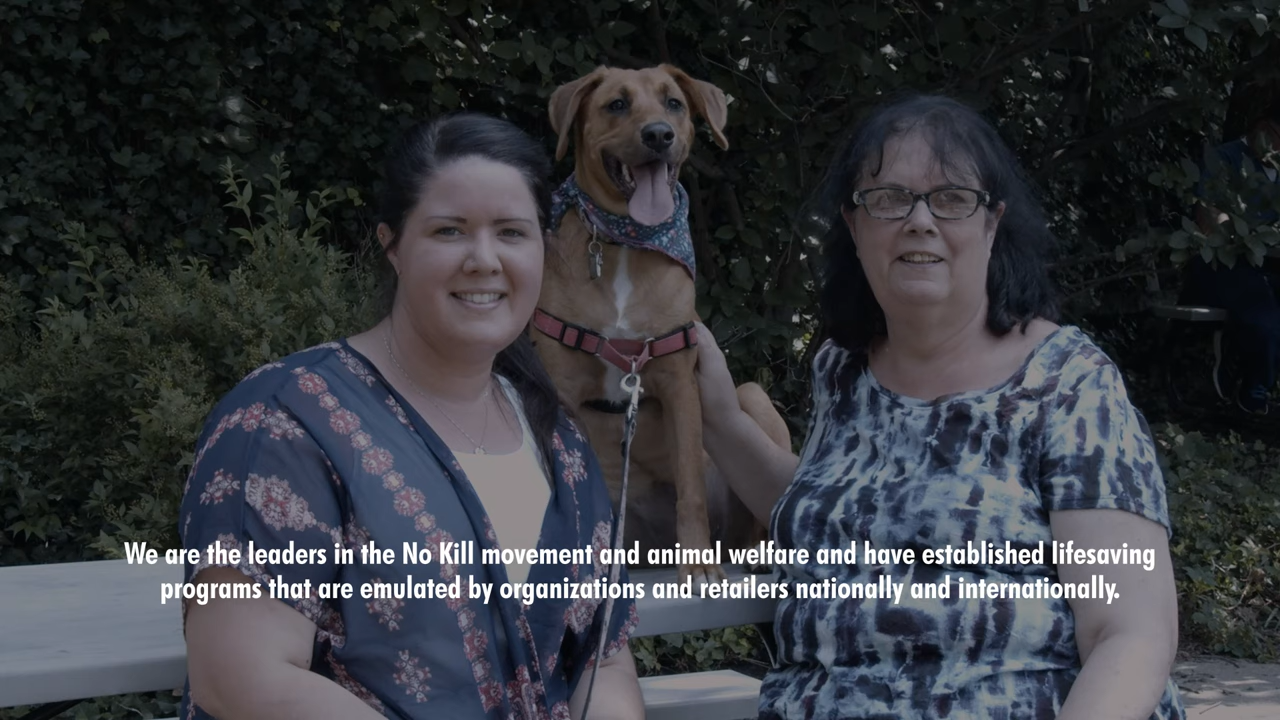 We are the leaders in the No Kill movement and animal welfare and have established lifesaving
programs that are emulated by organizations and retailers nationally and internationally.